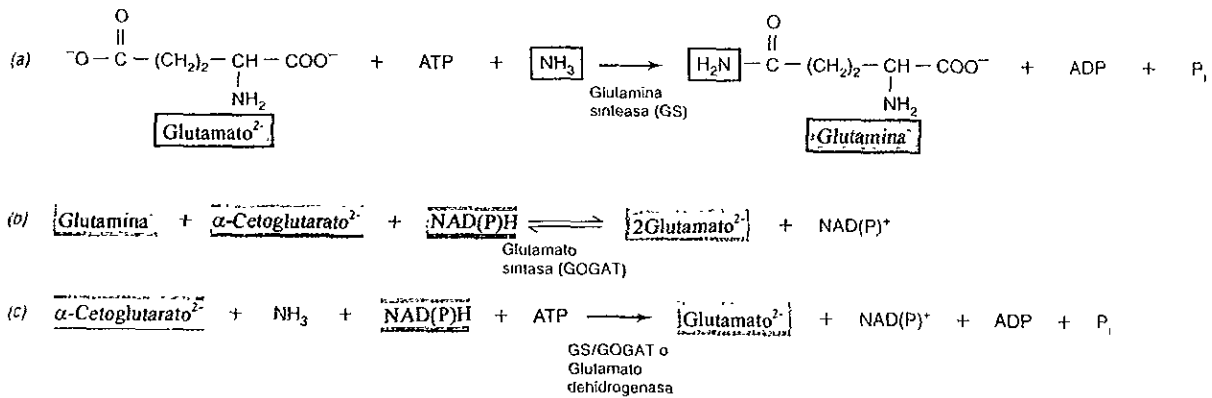 (a) ⁻O–C–(CH₂)₂–CH–COO⁻ + ATP + NH₃ ⟶ H₂N–C–(CH₂)₂–CH–COO⁻ + ADP + Pᵢ
O O
NH₂ NH₂
Glutamina
sinteasa (GS)
Glutamato²⁻ Glutamina⁻
(b) Glutamina⁻ + α-Cetoglutarato²⁻ + NAD(P)H ⇌ 2Glutamato²⁻ + NAD(P)⁺
Glutamato
sintasa (GOGAT)
(c) α-Cetoglutarato²⁻ + NH₃ + NAD(P)H + ATP ⟶ Glutamato²⁻ + NAD(P)⁺ + ADP + Pᵢ
GS/GOGAT o
Glutamato
dehidrogenasa